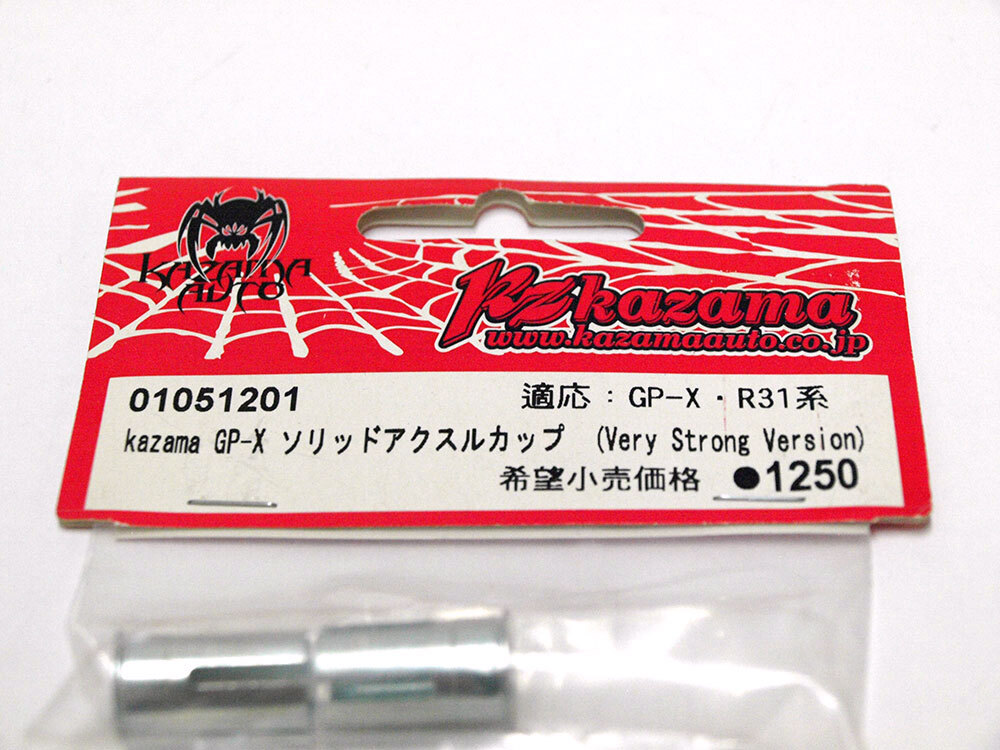 KAZAMA
AUTO
Kz kazama
www.kazamaauto.co.jp
01051201 適応：GP-X・R31系
kazama GP-X ソリッドアクスルカップ (Very Strong Version)
希望小売価格 ●1250